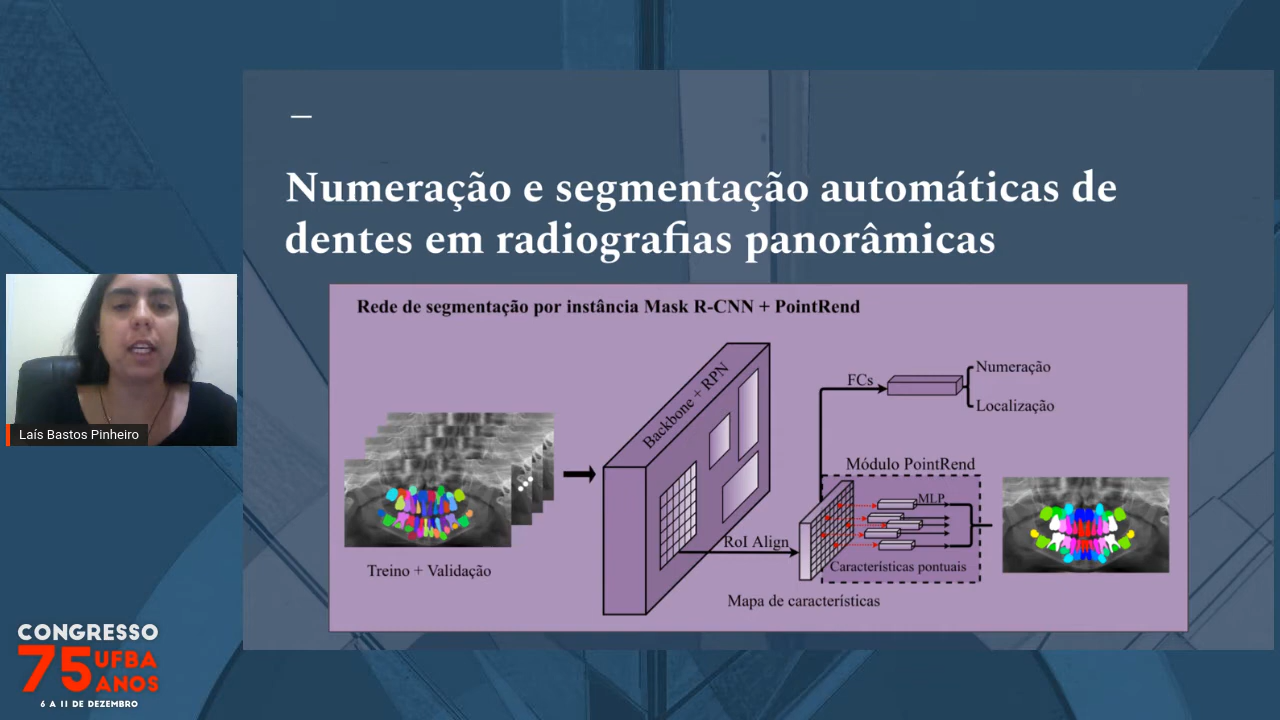 Numeração e segmentação automáticas de
dentes em radiografias panorâmicas
Rede de segmentação por instância Mask R-CNN + PointRend
Backbone + RPN
FCs
Numeração
Localização
Módulo PointRend
MLP
RoI Align
Características pontuais
Treino + Validação
Mapa de características
Laís Bastos Pinheiro
CONGRESSO
75 UFBA
ANOS
6 A 11 DE DEZEMBRO